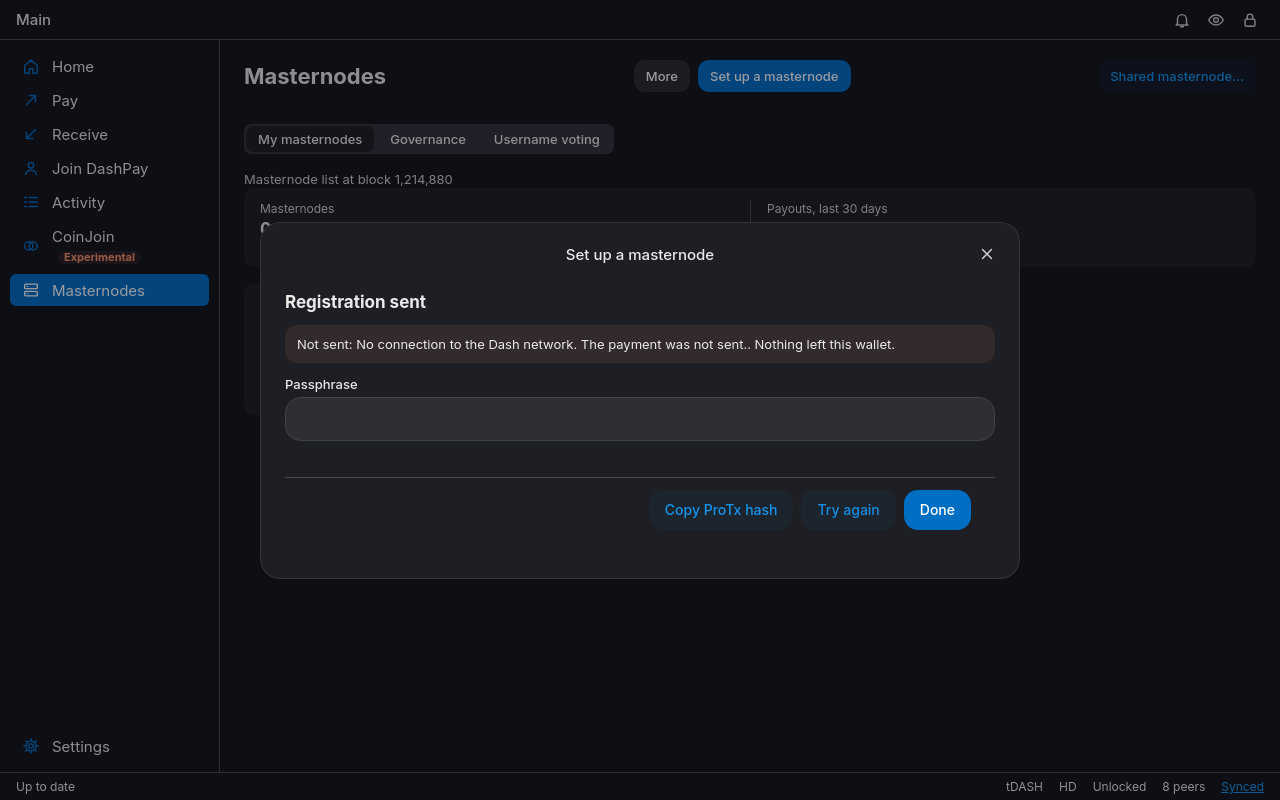 Main
Home
Pay
Receive
Join DashPay
Activity
CoinJoin
Experimental
Masternodes
Settings
Masternodes
More
Set up a masternode
Shared masternode...
My masternodes
Governance
Username voting
Masternode list at block 1,214,880
Masternodes
Payouts, last 30 days
Set up a masternode
Registration sent
Not sent: No connection to the Dash network. The payment was not sent.. Nothing left this wallet.
Passphrase
Copy ProTx hash
Try again
Done
Up to date
tDASH
HD
Unlocked
8 peers
Synced